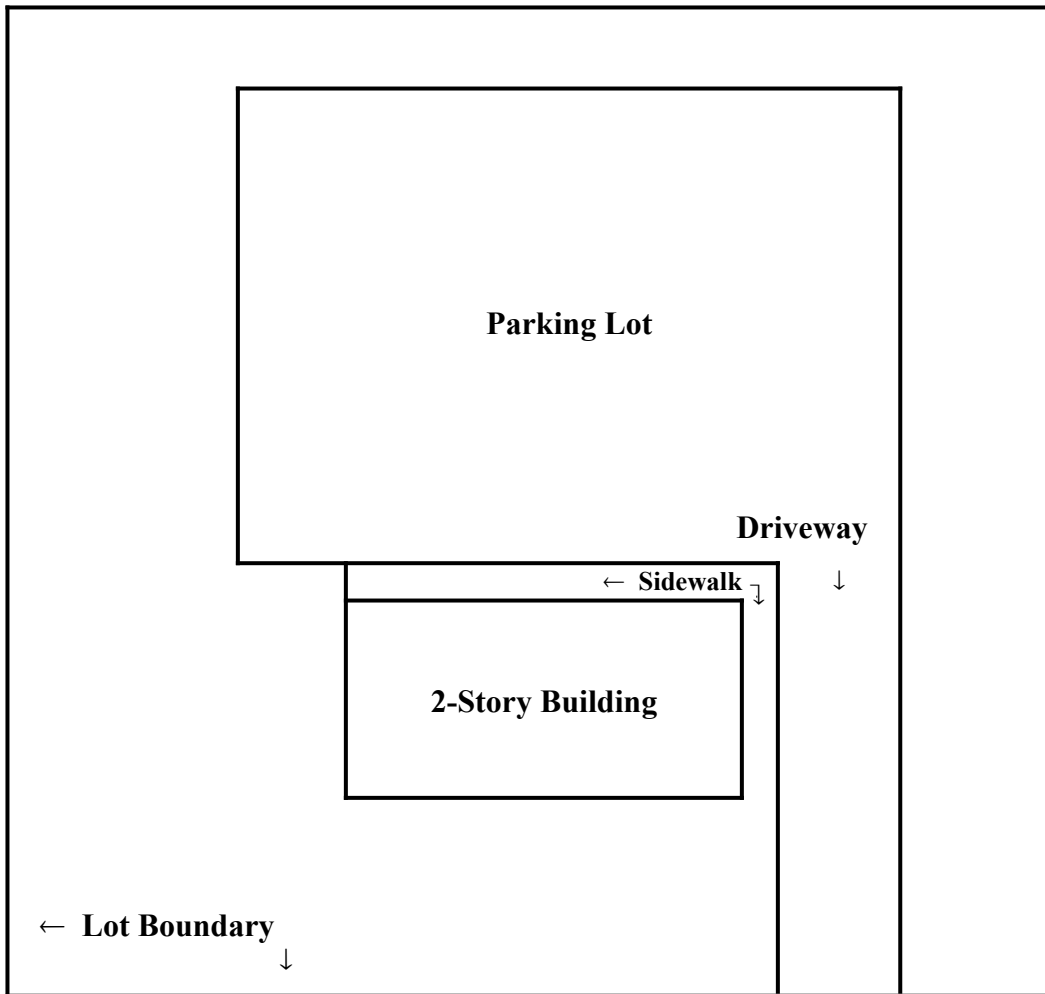 Parking Lot
Driveway
← Sidewalk
↓
2-Story Building
← Lot Boundary
↓